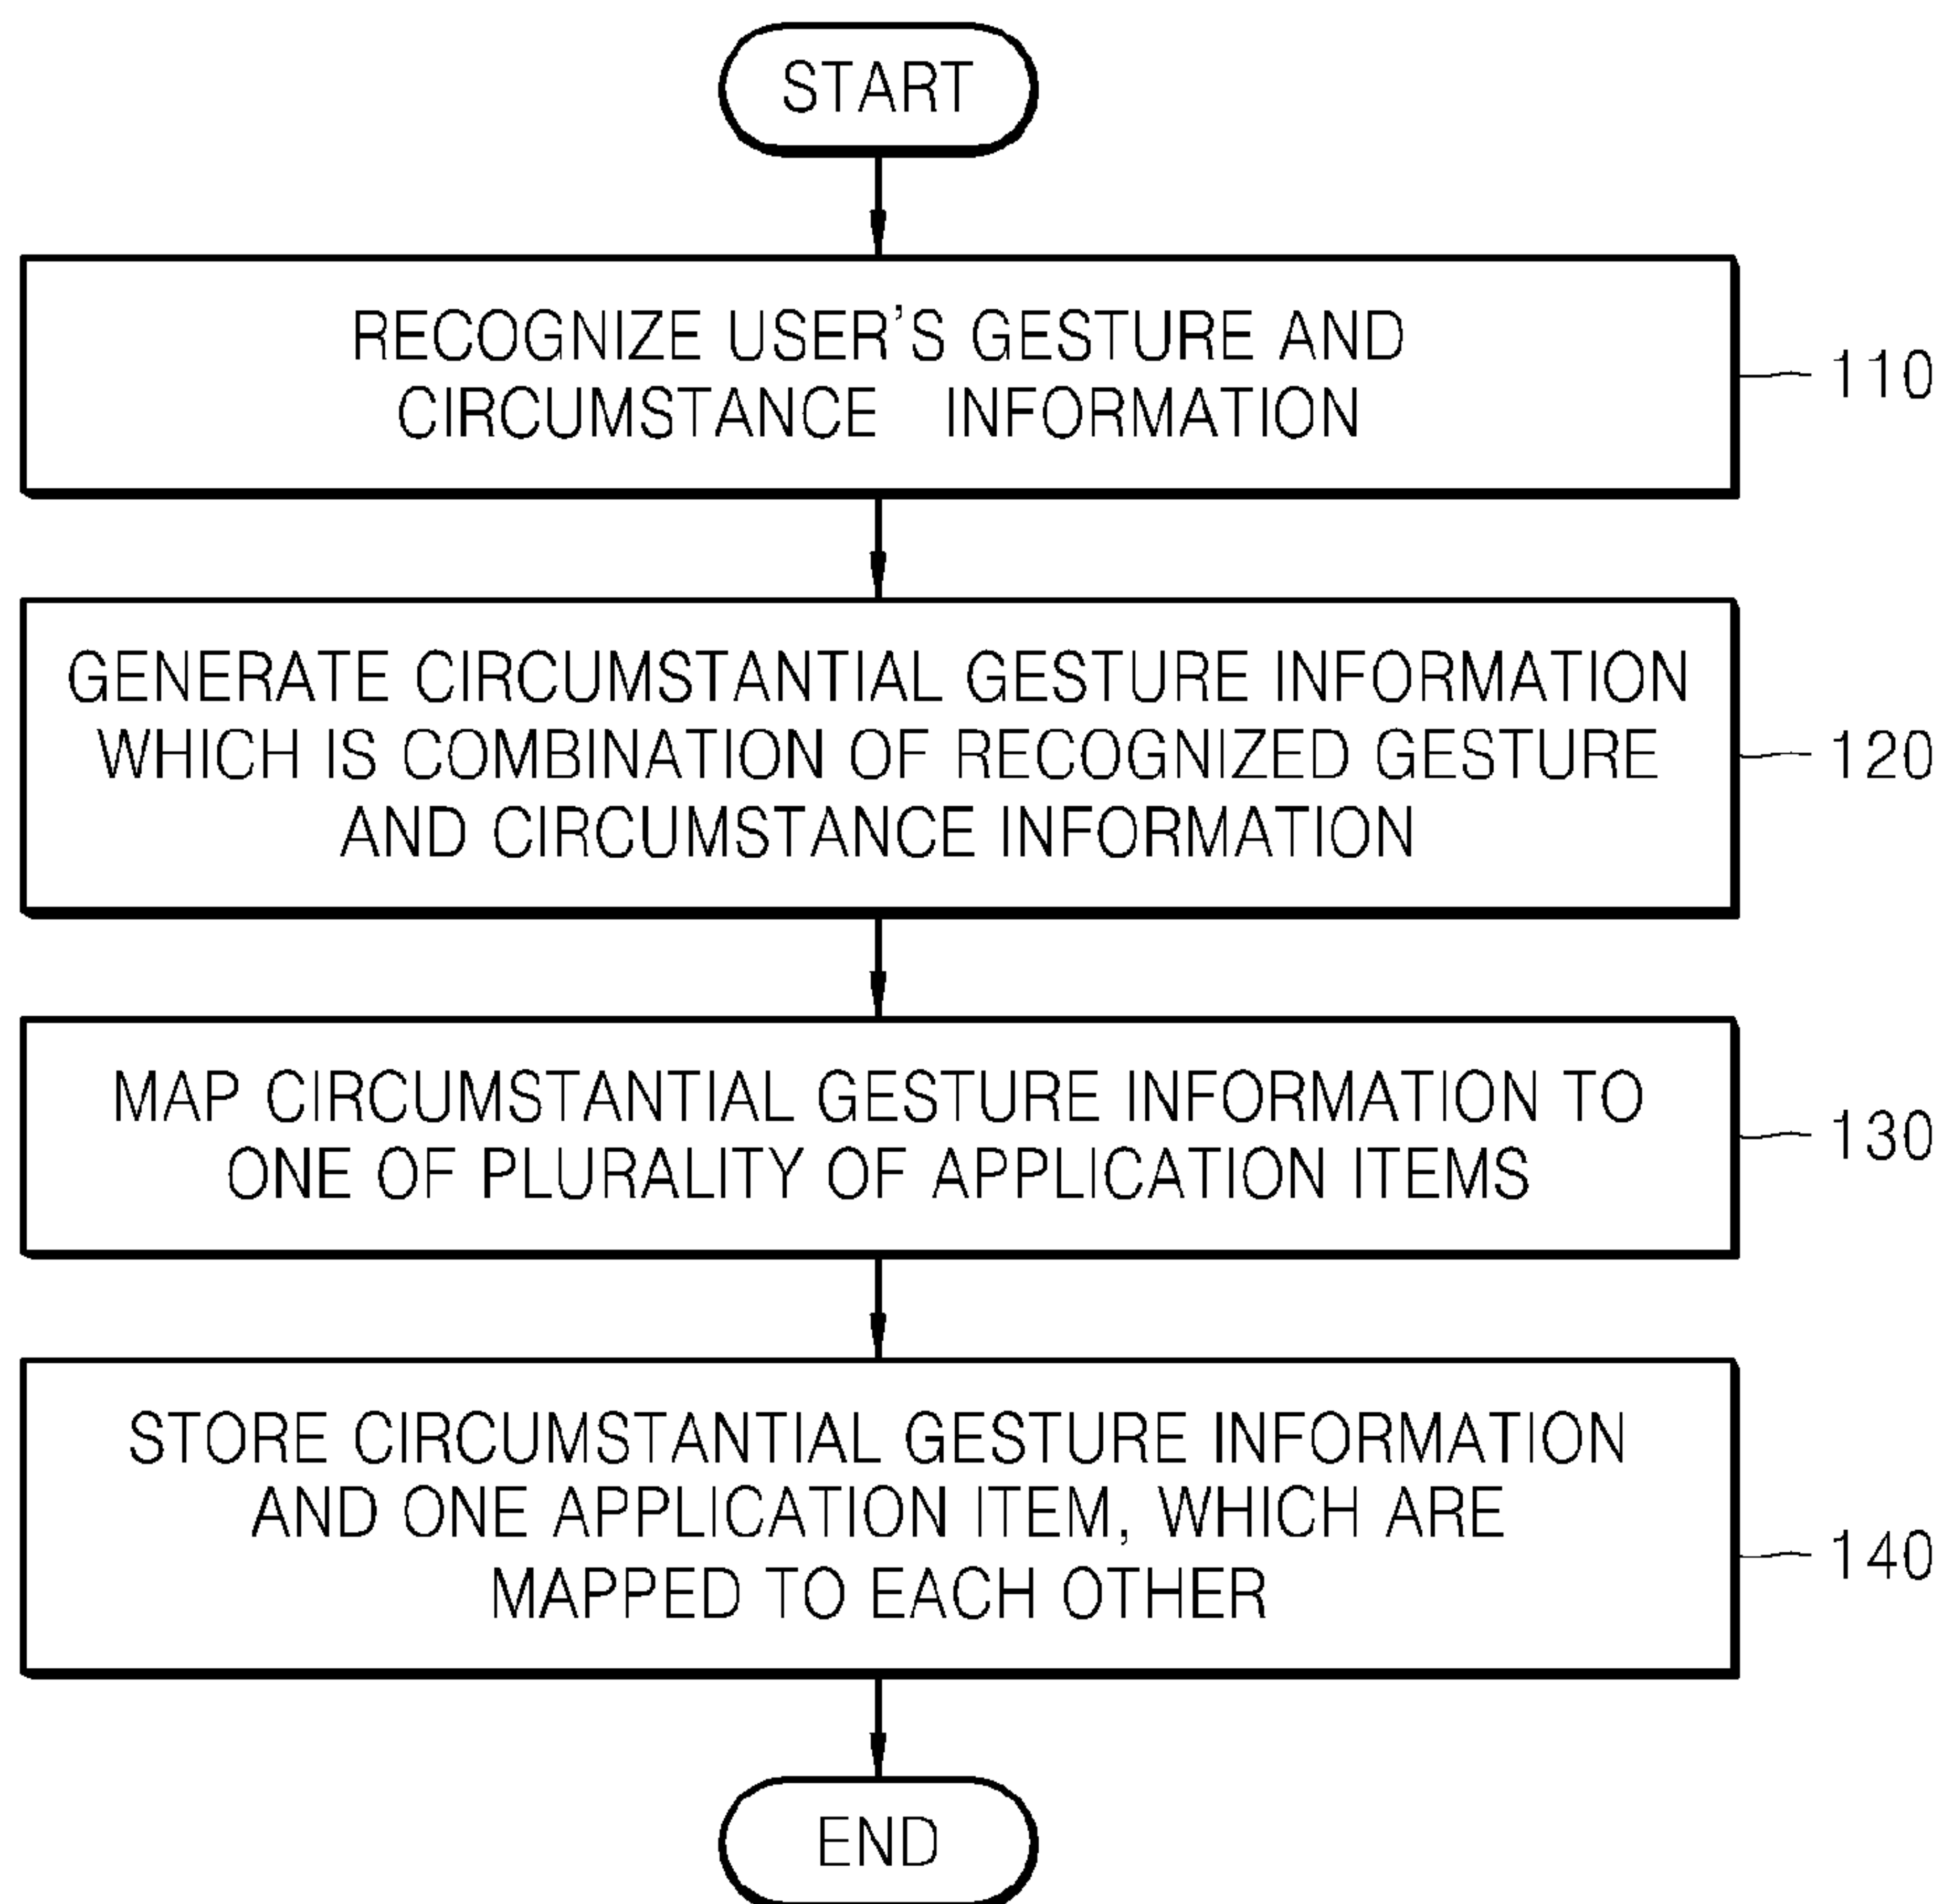 START
RECOGNIZE USER'S GESTURE AND
CIRCUMSTANCE INFORMATION
110
GENERATE CIRCUMSTANTIAL GESTURE INFORMATION
WHICH IS COMBINATION OF RECOGNIZED GESTURE
AND CIRCUMSTANCE INFORMATION
120
MAP CIRCUMSTANTIAL GESTURE INFORMATION TO
ONE OF PLURALITY OF APPLICATION ITEMS
130
STORE CIRCUMSTANTIAL GESTURE INFORMATION
AND ONE APPLICATION ITEM, WHICH ARE
MAPPED TO EACH OTHER
140
END